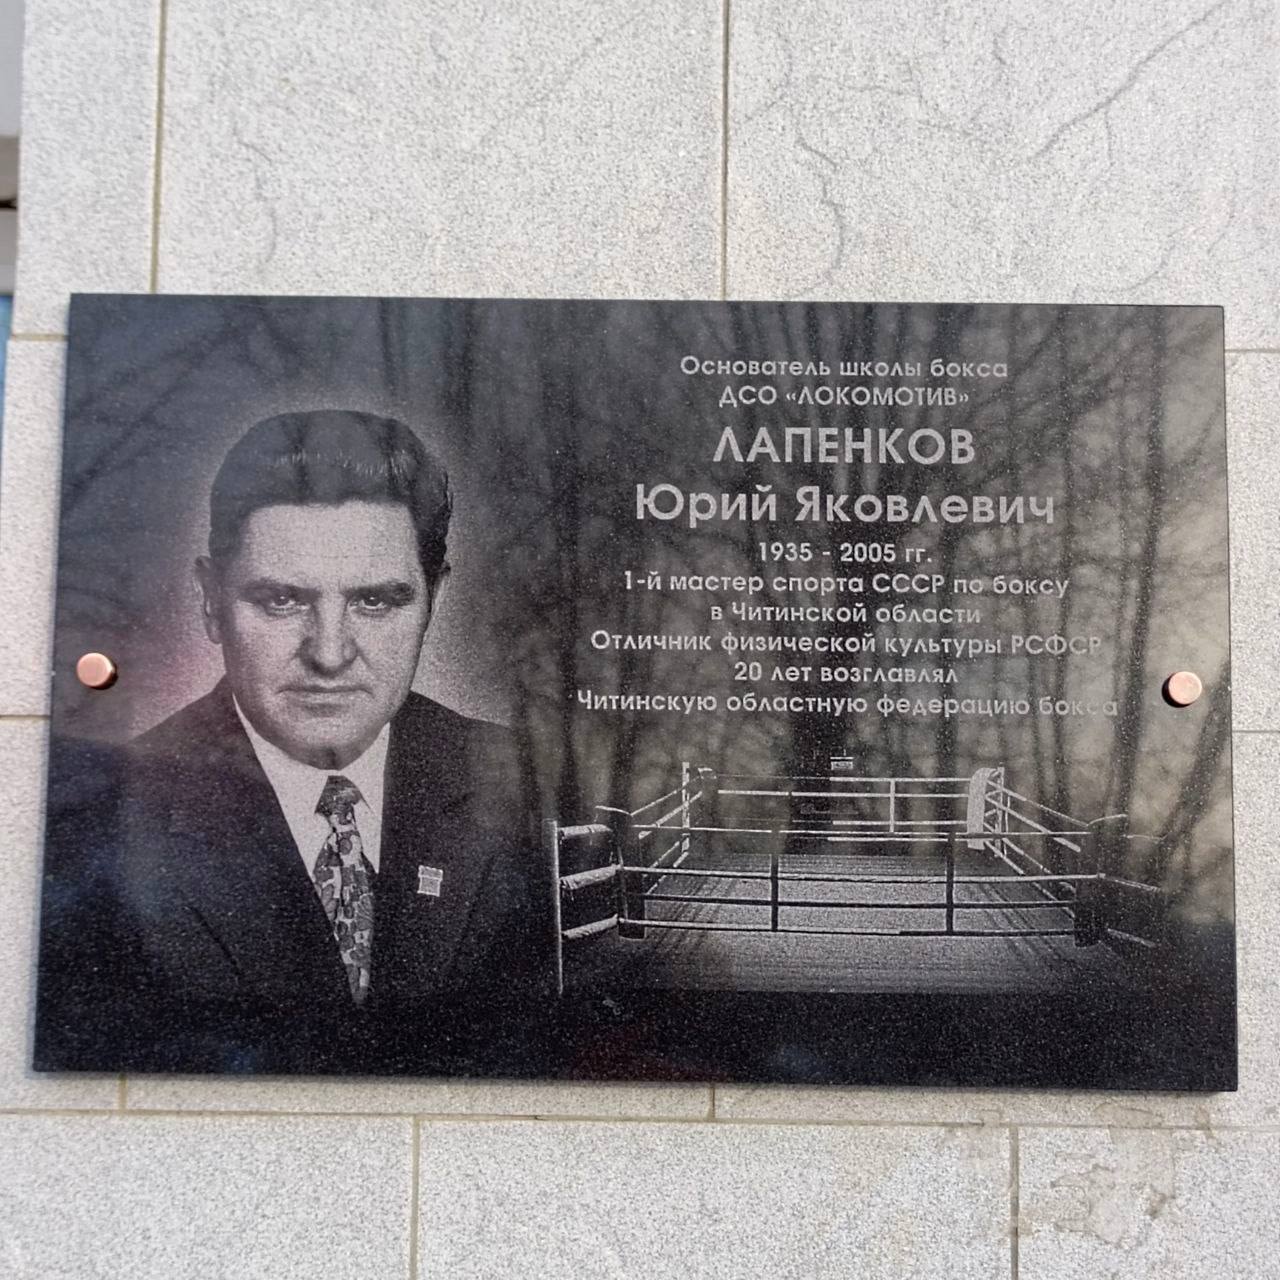 Основатель школы бокса
ДСО «ЛОКОМОТИВ»
ЛАПЕНКОВ
Юрий Яковлевич
1935 - 2005 гг.
1-й мастер спорта СССР по боксу
в Читинской области
Отличник физической культуры РСФСР
20 лет возглавлял
Читинскую областную федерацию бокса